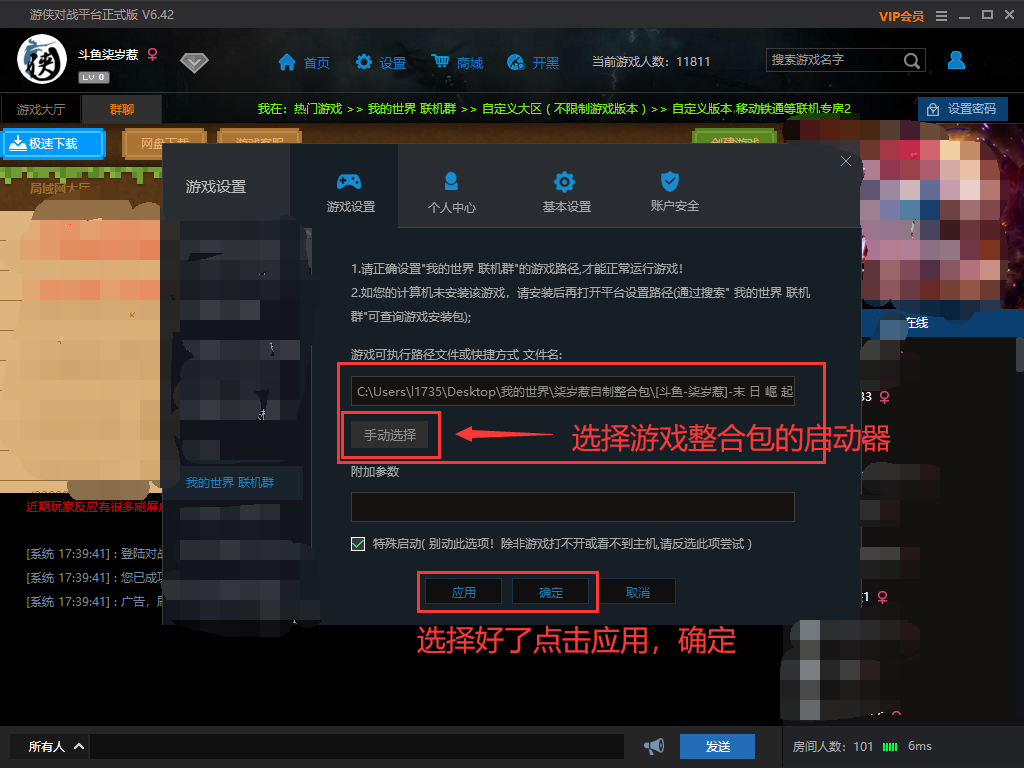 游侠对战平台正式版 V6.42
VIP会员
斗鱼柒岁惹
LV 0
首页
设置
商城
开黑
当前游戏人数：11811
搜索游戏名字
游戏大厅
群聊
我在：热门游戏 >> 我的世界 联机群 >> 自定义大区 ( 不限制游戏版本 ) >> 自定义版本.移动铁通等联机专房2
设置密码
极速下载
局域网大厅
游戏设置
游戏设置
个人中心
基本设置
账户安全
1.请正确设置"我的世界 联机群"的游戏路径,才能正常运行游戏!
2.如您的计算机未安装该游戏，请安装后再打开平台设置路径(通过搜索" 我的世界 联机
群"可查询游戏安装包);
在线
游戏可执行路径文件或快捷方式 文件名:
C:\Users\l1735\Desktop\我的世界\柒岁惹自制整合包\[斗鱼-柒岁惹]-末 日 崛 起
手动选择
选择游戏整合包的启动器
附加参数
我的世界 联机群
近期玩家反应有很多刷屏
[系统 17:39:41]：登陆对战
[系统 17:39:41]：您已成功
[系统 17:39:41]：广告，
特殊启动( 别动此选项！除非游戏打不开或看不到主机,请反选此项尝试 )
应用
确定
取消
选择好了点击应用，确定
所有人
发送
房间人数：101
6ms